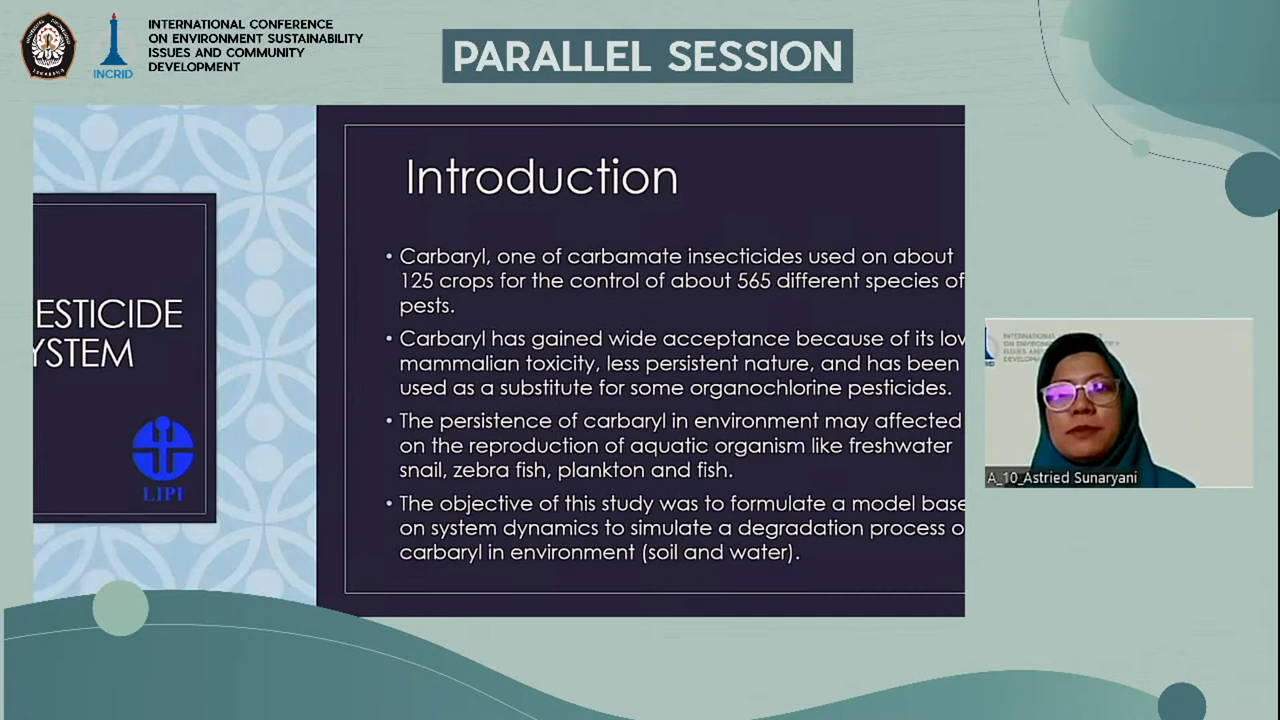 INTERNATIONAL CONFERENCE
ON ENVIRONMENT SUSTAINABILITY
ISSUES AND COMMUNITY
DEVELOPMENT
INCRID
PARALLEL SESSION
ESTICIDE
YSTEM
LIPI
Introduction
• Carbaryl, one of carbamate insecticides used on about
125 crops for the control of about 565 different species of
pests.
• Carbaryl has gained wide acceptance because of its lov
mammalian toxicity, less persistent nature, and has been
used as a substitute for some organochlorine pesticides.
• The persistence of carbaryl in environment may affected
on the reproduction of aquatic organism like freshwater
snail, zebra fish, plankton and fish.
• The objective of this study was to formulate a model base
on system dynamics to simulate a degradation process o
carbaryl in environment (soil and water).
A_10_Astried Sunaryani